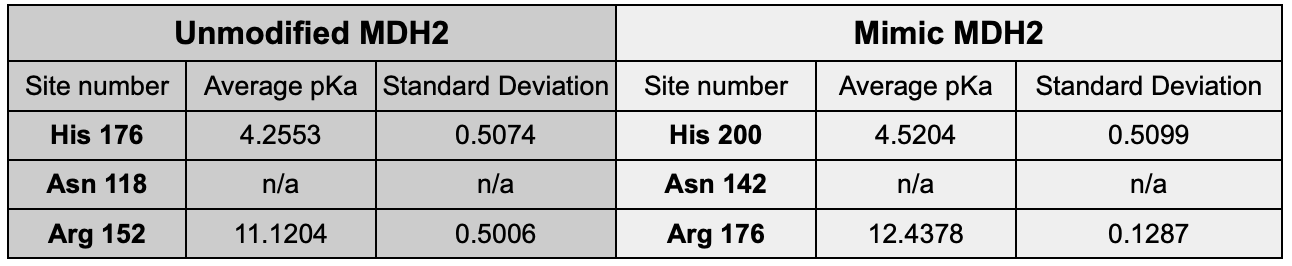 Unmodified MDH2 Mimic MDH2
Site number Average pKa Standard Deviation Site number Average pKa Standard Deviation
His 176 4.2553 0.5074 His 200 4.5204 0.5099
Asn 118 n/a n/a Asn 142 n/a n/a
Arg 152 11.1204 0.5006 Arg 176 12.4378 0.1287